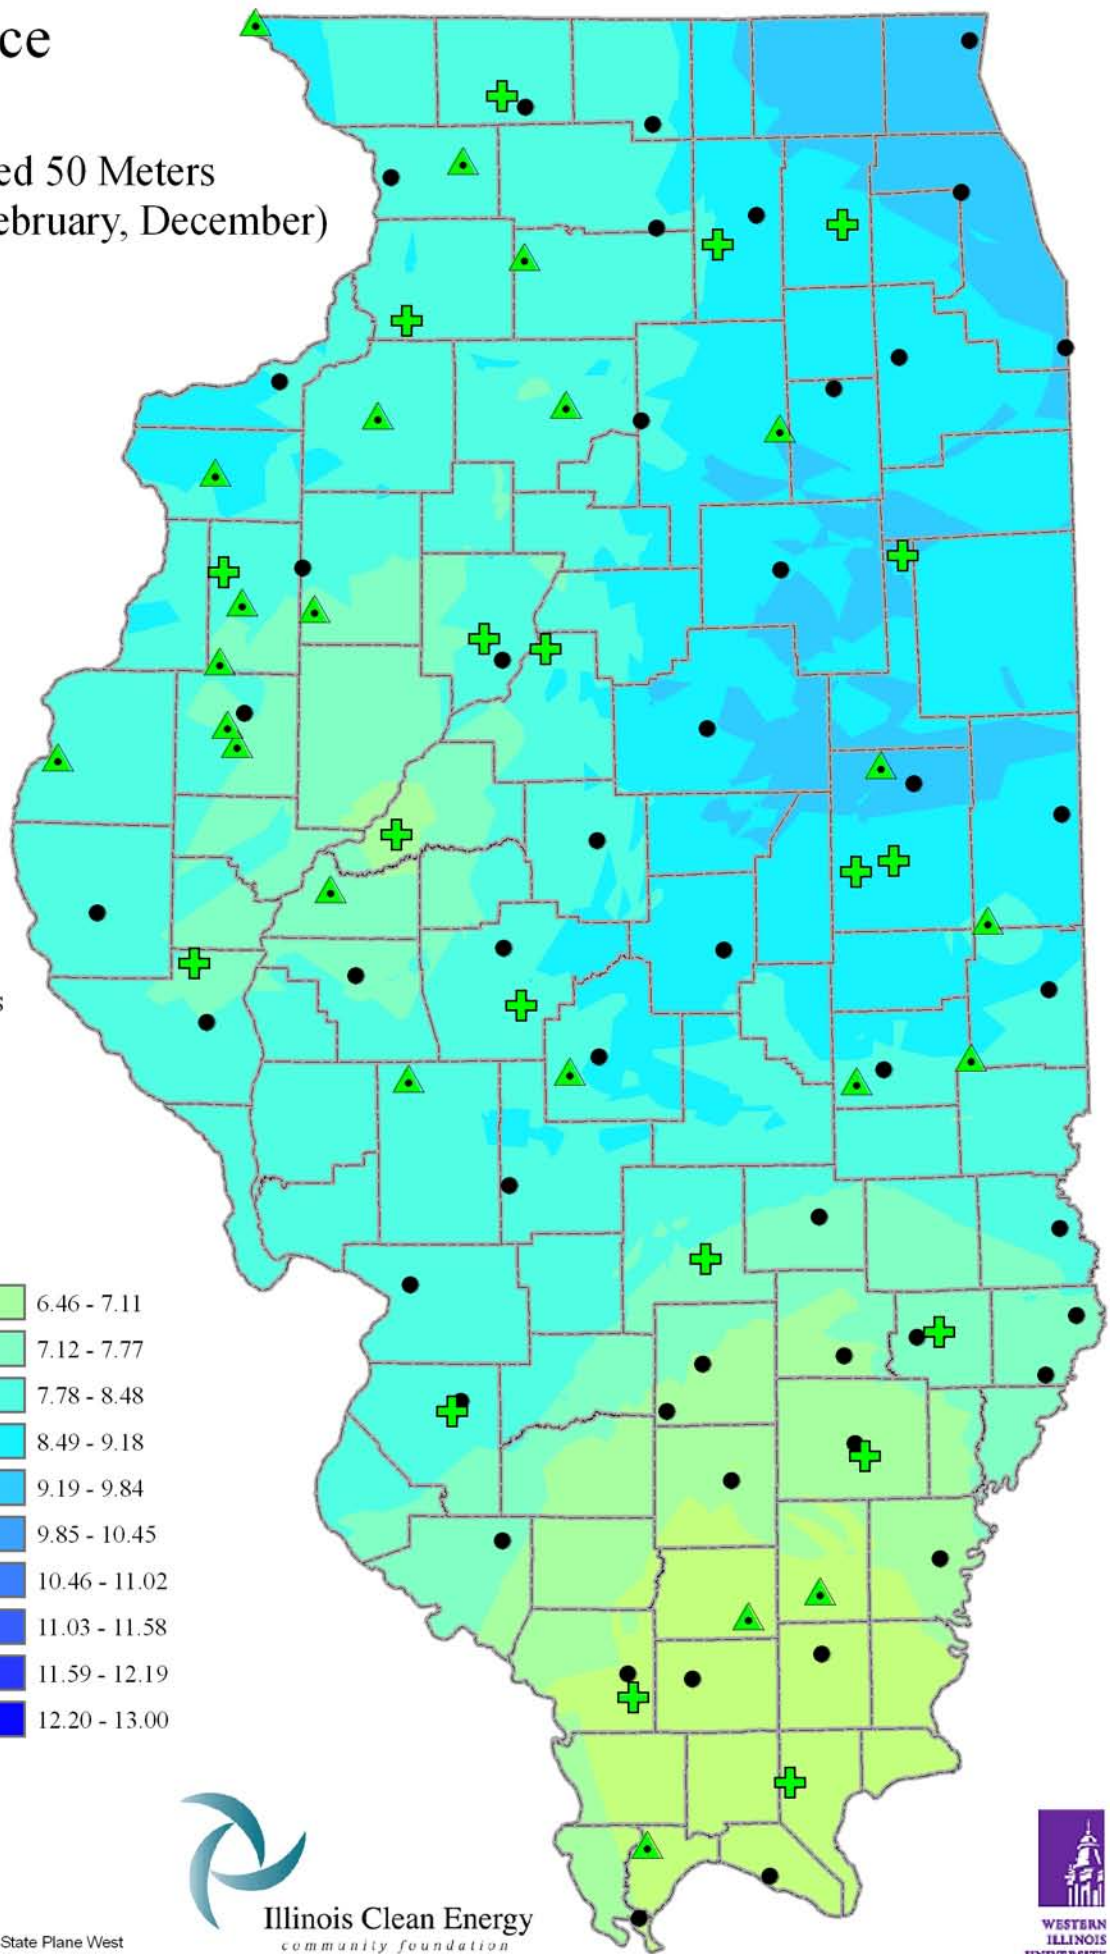 ce
ed 50 Meters
ebruary, December)
s
6.46 - 7.11
7.12 - 7.77
7.78 - 8.48
8.49 - 9.18
9.19 - 9.84
9.85 - 10.45
10.46 - 11.02
11.03 - 11.58
11.59 - 12.19
12.20 - 13.00
Illinois Clean Energy
community foundation
State Plane West
WESTERN
ILLINOIS
UNIVERSITY